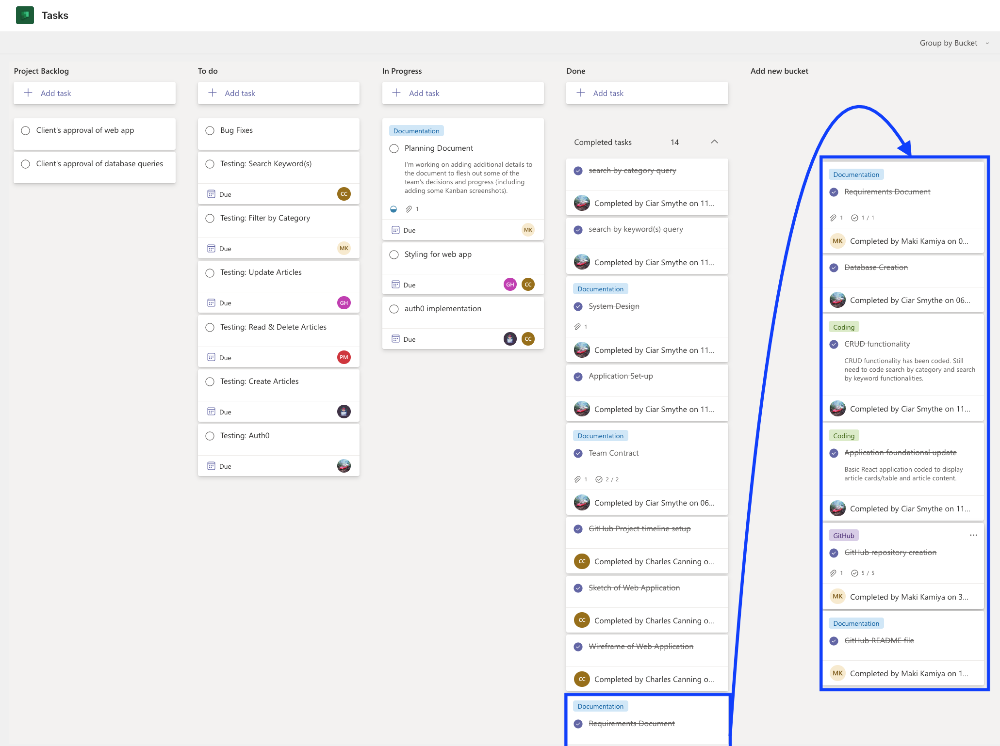 Tasks
Group by Bucket
Project Backlog
Add task
Client's approval of web app
Client's approval of database queries
To do
Add task
Bug Fixes
Testing: Search Keyword(s)
Due
CC
Testing: Filter by Category
Due
MK
Testing: Update Articles
Due
GH
Testing: Read & Delete Articles
Due
PM
Testing: Create Articles
Due
Testing: Auth0
Due
In Progress
Add task
Documentation
Planning Document
I'm working on adding additional details to
the document to flesh out some of the
team's decisions and progress (including
adding some Kanban screenshots).
1
Due
MK
Styling for web app
Due
GH CC
auth0 implementation
Due
CC
Done
Add task
Completed tasks 14
search by category query
Completed by Ciar Smythe on 11...
search by keyword(s) query
Completed by Ciar Smythe on 11...
Documentation
System Design
1
Completed by Ciar Smythe on 11...
Application Set-up
Completed by Ciar Smythe on 11...
Documentation
Team Contract
1 2 / 2
Completed by Ciar Smythe on 06...
GitHub Project timeline setup
CC Completed by Charles Canning o...
Sketch of Web Application
CC Completed by Charles Canning o...
Wireframe of Web Application
CC Completed by Charles Canning o...
Documentation
Requirements Document
Add new bucket
Documentation
Requirements Document
1 1 / 1
MK Completed by Maki Kamiya on 0...
Database Creation
Completed by Ciar Smythe on 06...
Coding
CRUD functionality
CRUD functionality has been coded. Still
need to code search by category and search
by keyword functionalities.
Completed by Ciar Smythe on 11...
Coding
Application foundational update
Basic React application coded to display
article cards/table and article content.
Completed by Ciar Smythe on 11...
GitHub
GitHub repository creation
1 5 / 5
MK Completed by Maki Kamiya on 3...
Documentation
GitHub README file
MK Completed by Maki Kamiya on 1...